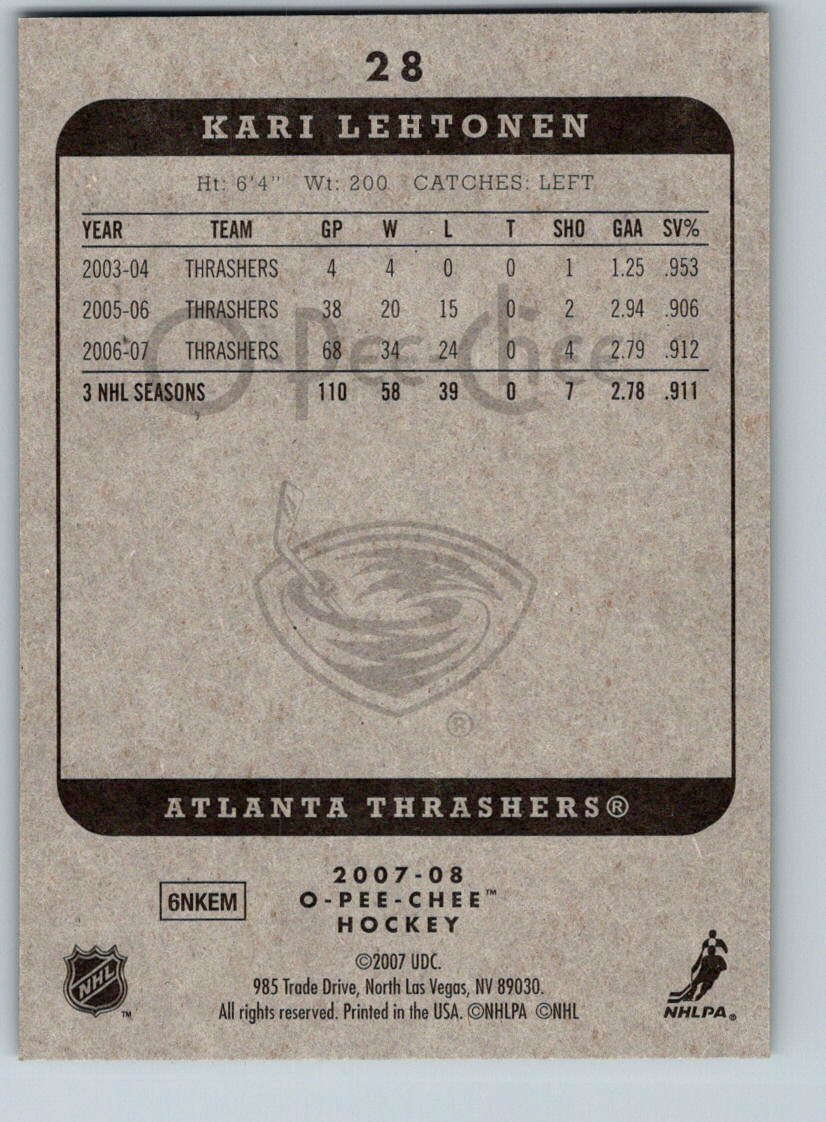 28
KARI LEHTONEN
Ht: 6'4" Wt: 200 CATCHES: LEFT
YEAR TEAM GP W L T SHO GAA SV%
2003-04 THRASHERS 4 4 0 0 1 1.25 .953
2005-06 THRASHERS 38 20 15 0 2 2.94 .906
2006-07 THRASHERS 68 34 24 0 4 2.79 .912
O-Pee-Chee
3 NHL SEASONS 110 58 39 0 7 2.78 .911
®
ATLANTA THRASHERS®
2007-08
6NKEM O-PEE-CHEE™
HOCKEY
©2007 UDC.
985 Trade Drive, North Las Vegas, NV 89030.
All rights reserved. Printed in the USA. ©NHLPA ©NHL
NHL ™
NHLPA®